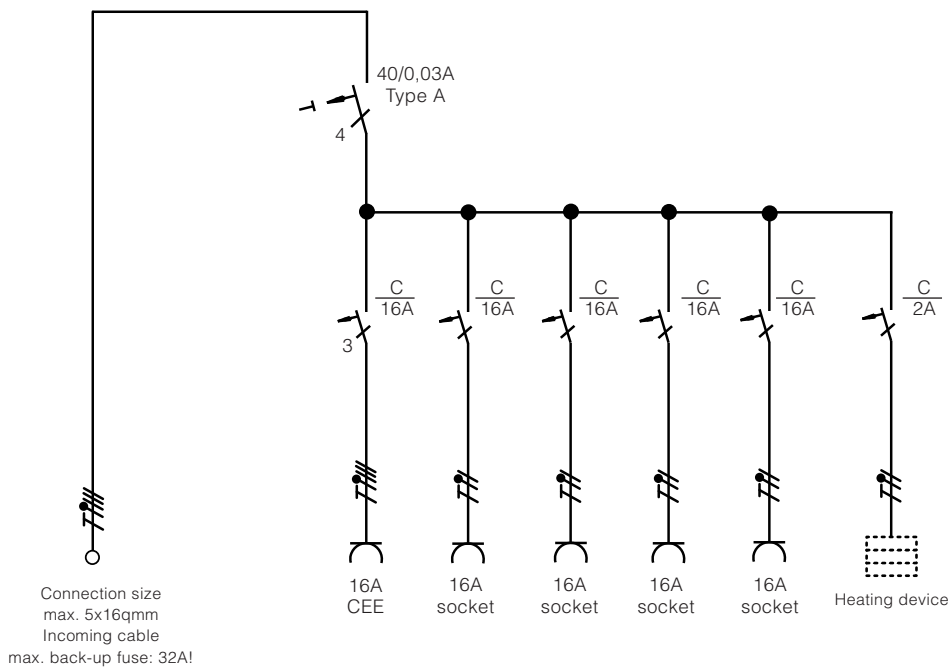 40/0,03A
Type A
4
C
16A
C
16A
C
16A
C
16A
C
16A
C
2A
3
16A
CEE
16A
socket
16A
socket
16A
socket
16A
socket
Heating device
Connection size
max. 5x16qmm
Incoming cable
max. back-up fuse: 32A!